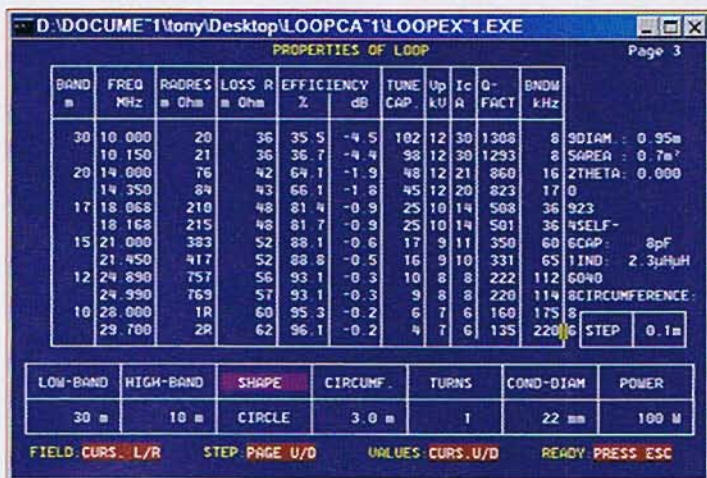 D:\DOCUME~1\tony\Desktop\LOOPCA~1\LOOPEX~1.EXE
PROPERTIES OF LOOP Page 3
BAND FREQ RADRES LOSS R EFFICIENCY TUNE Up Ic Q- BNDW
m MHz m Ohm m Ohm % dB CAP. kU A FACT kHz
30 10.000 20 36 35.5 -4.5 102 12 30 1308 8 9DIAM.: 0.95m
10.150 21 36 36.7 -4.4 98 12 30 1293 8 5AREA : 0.7m²
20 14.000 76 42 64.1 -1.9 48 12 21 860 16 2THETA: 0.000
14.350 84 43 66.1 -1.8 45 12 20 823 17 0
17 18.068 210 48 81.4 -0.9 25 10 14 508 36 923
18.168 215 48 81.7 -0.9 25 10 14 501 36 4SELF-
15 21.000 383 52 88.1 -0.6 17 9 11 350 60 6CAP: 8pF
21.450 417 52 88.8 -0.5 16 9 10 331 65 1IND: 2.3µHµH
12 24.890 757 56 93.1 -0.3 10 8 8 222 112 6040
24.990 769 57 93.1 -0.3 9 8 8 220 114 8CIRCUMFERENCE:
10 28.000 1R 60 95.3 -0.2 6 7 6 160 175 8
29.700 2R 62 96.1 -0.2 4 7 6 135 220 6 STEP 0.1m
LOW-BAND HIGH-BAND SHAPE CIRCUMF. TURNS COND-DIAM POWER
30 m 10 m CIRCLE 3.0 m 1 22 mm 100 W
FIELD:CURS. L/R STEP:PAGE U/D VALUES:CURS.U/D READY:PRESS ESC